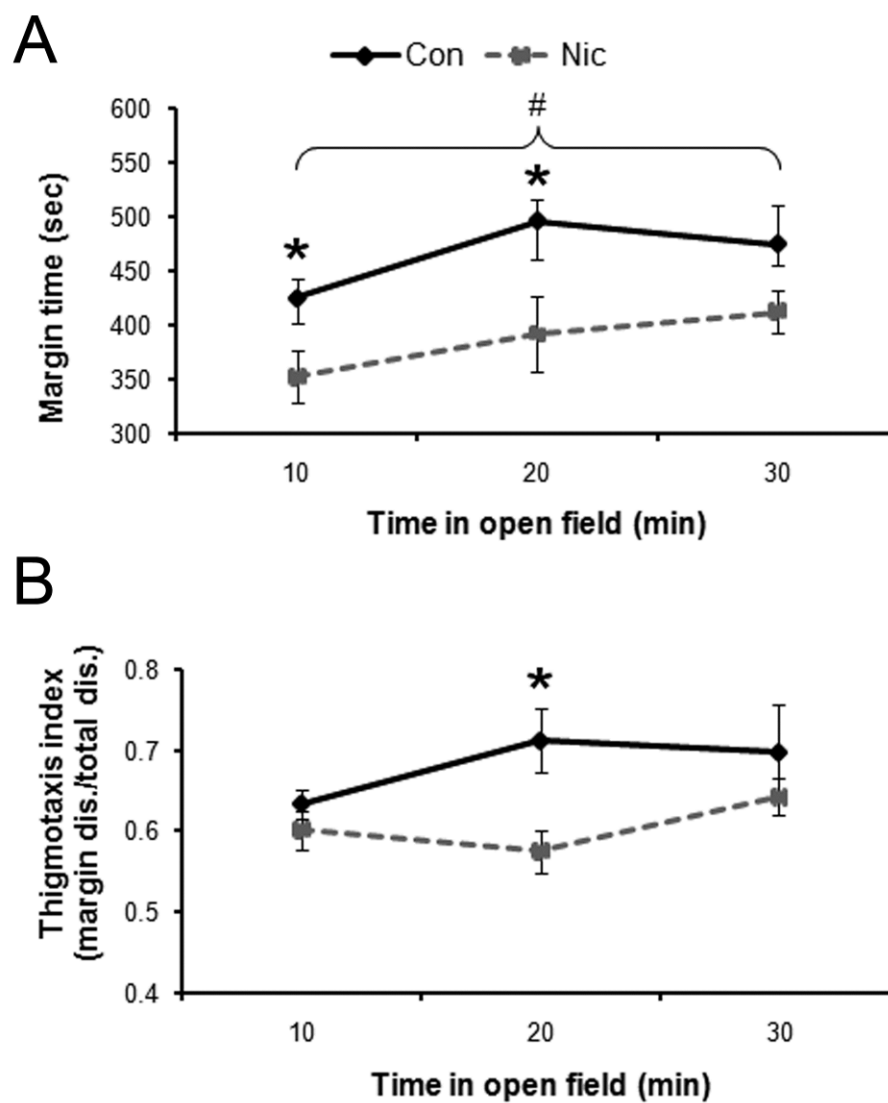 A
Con Nic
#
600
550
500
450
400
350
300
*
*
Margin time (sec)
10 20 30
Time in open field (min)
B
0.8
0.7
0.6
0.5
0.4
*
Thigmotaxis index
(margin dis./total dis.)
10 20 30
Time in open field (min)